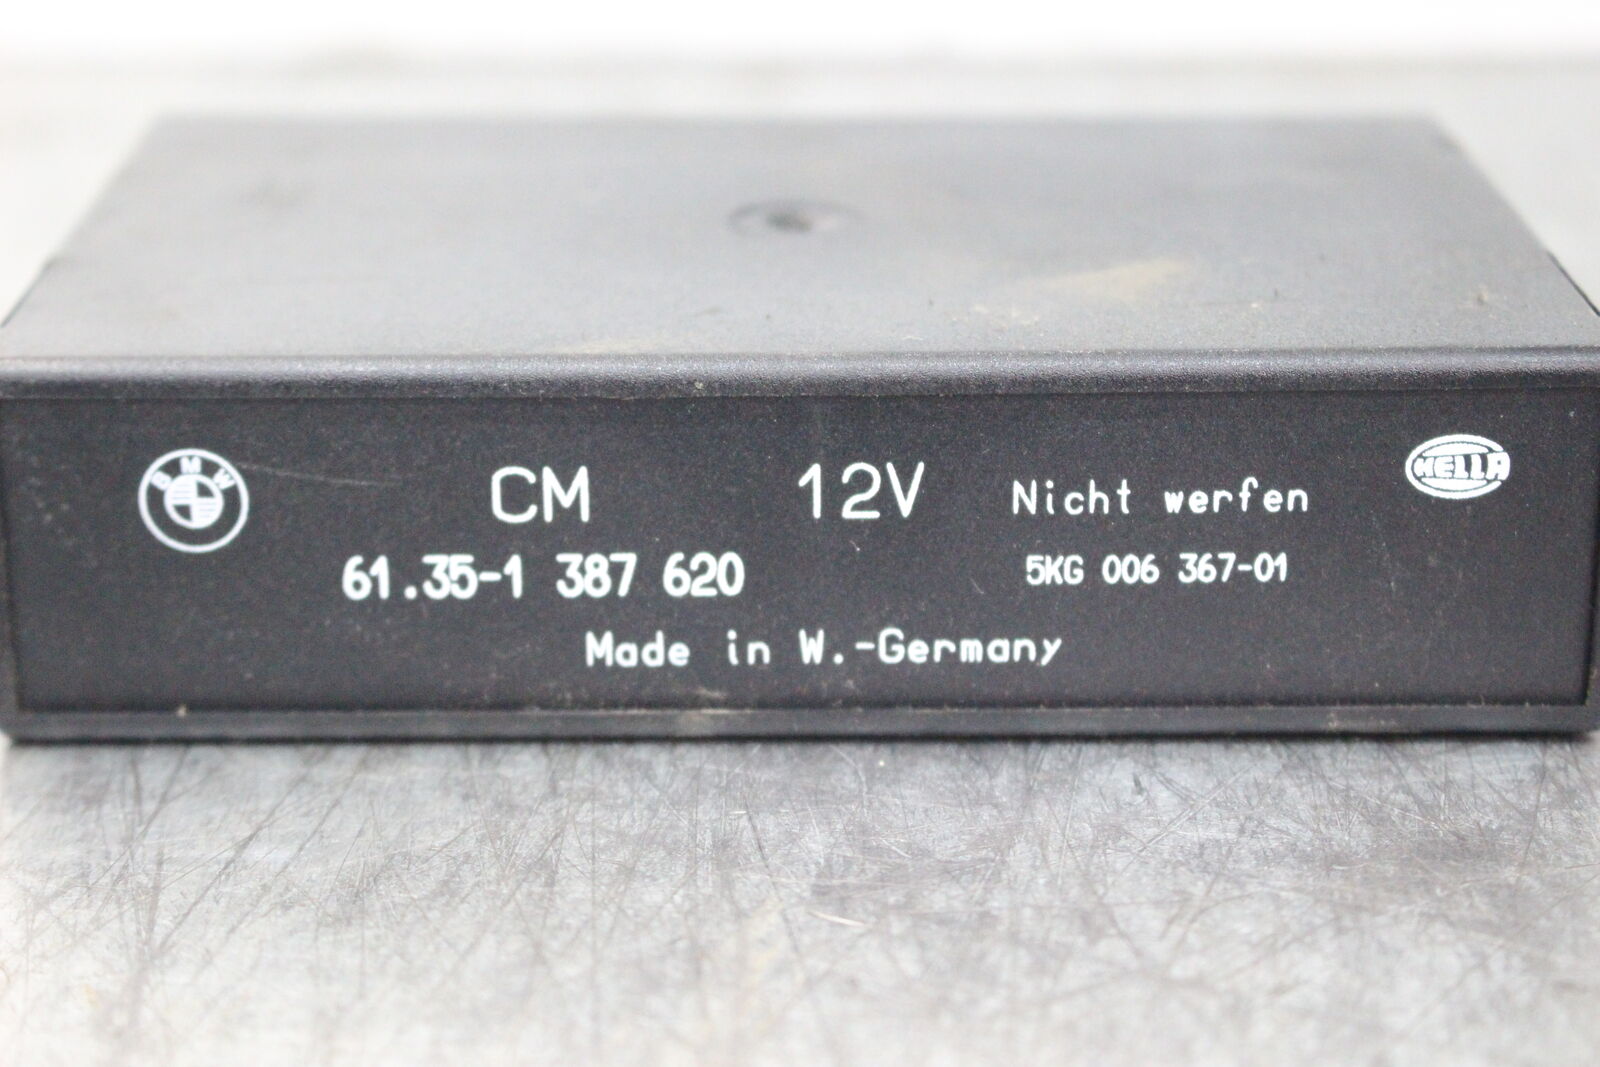 BMW
CM 12V Nicht werfen HELLA
61.35-1 387 620 5KG 006 367-01
Made in W.-Germany